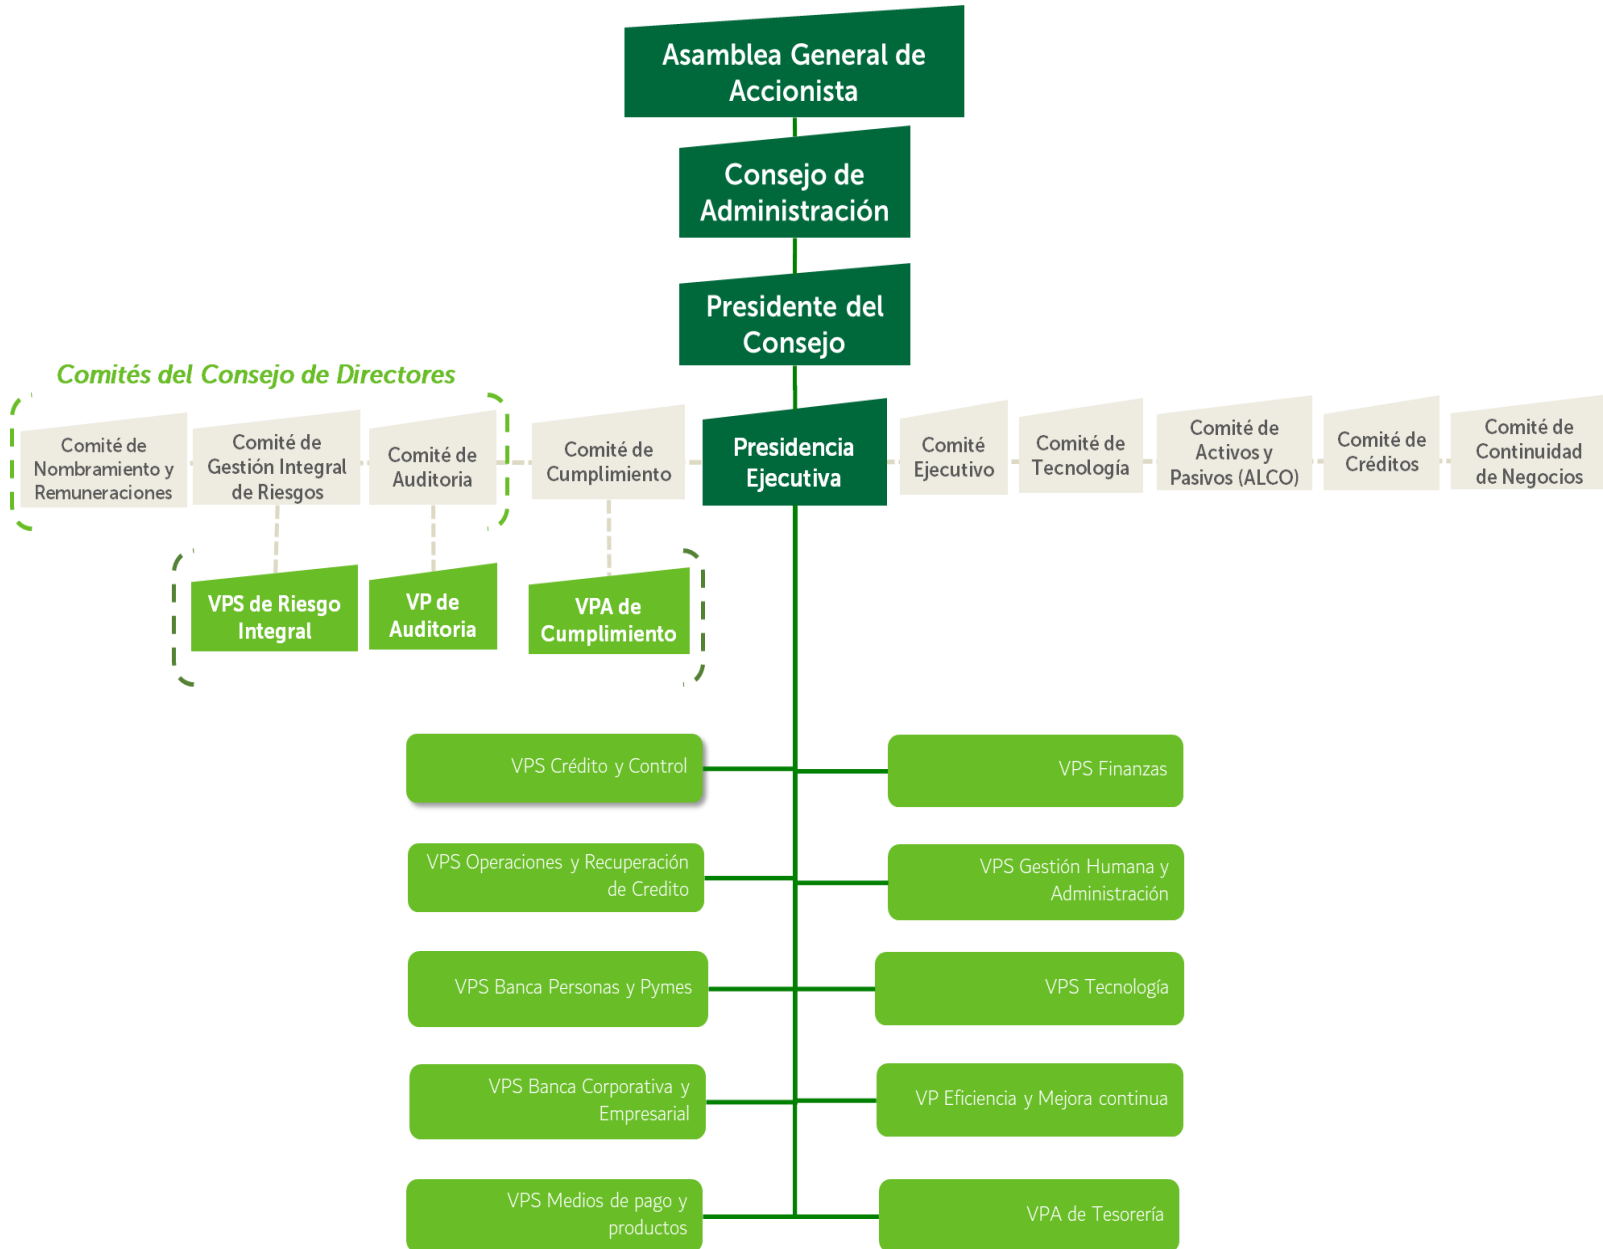 Asamblea General de
Accionista
Consejo de
Administración
Presidente del
Consejo
Comités del Consejo de Directores
Comité de
Nombramiento y
Remuneraciones
Comité de
Gestión Integral
de Riesgos
Comité de
Auditoria
Comité de
Cumplimiento
Presidencia
Ejecutiva
Comité
Ejecutivo
Comité de
Tecnología
Comité de
Activos y
Pasivos (ALCO)
Comité de
Créditos
Comité de
Continuidad
de Negocios
VPS de Riesgo
Integral
VP de
Auditoria
VPA de
Cumplimiento
VPS Crédito y Control
VPS Finanzas
VPS Operaciones y Recuperación
de Credito
VPS Gestión Humana y
Administración
VPS Banca Personas y Pymes
VPS Tecnología
VPS Banca Corporativa y
Empresarial
VP Eficiencia y Mejora continua
VPS Medios de pago y
productos
VPA de Tesorería